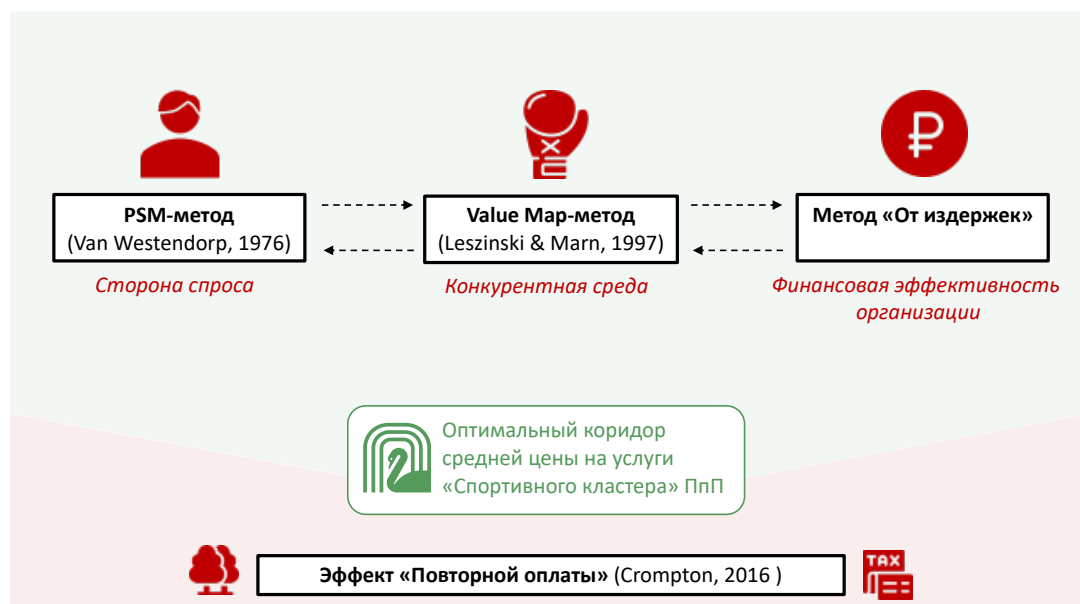 PSM-метод
(Van Westendorp, 1976)
Value Map-метод
(Leszinski & Marn, 1997)
Метод «От издержек»
Сторона спроса
Конкурентная среда
Финансовая эффективность
организации
Оптимальный коридор
средней цены на услуги
«Спортивного кластера» ПпП
Эффект «Повторной оплаты» (Crompton, 2016 )
TAX